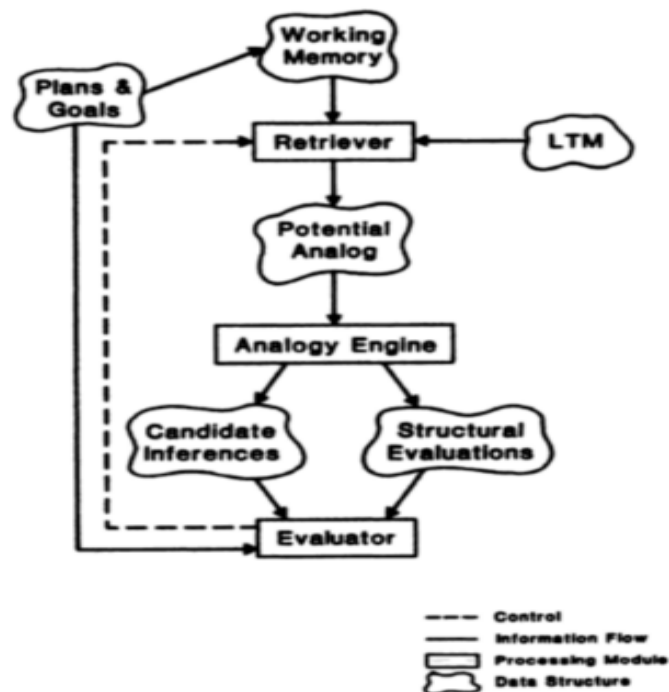 Working
Memory
Plans &
Goals
Retriever
LTM
Potential
Analog
Analogy Engine
Candidate
Inferences
Structural
Evaluations
Evaluator
Control
Information Flow
Processing Module
Data Structure